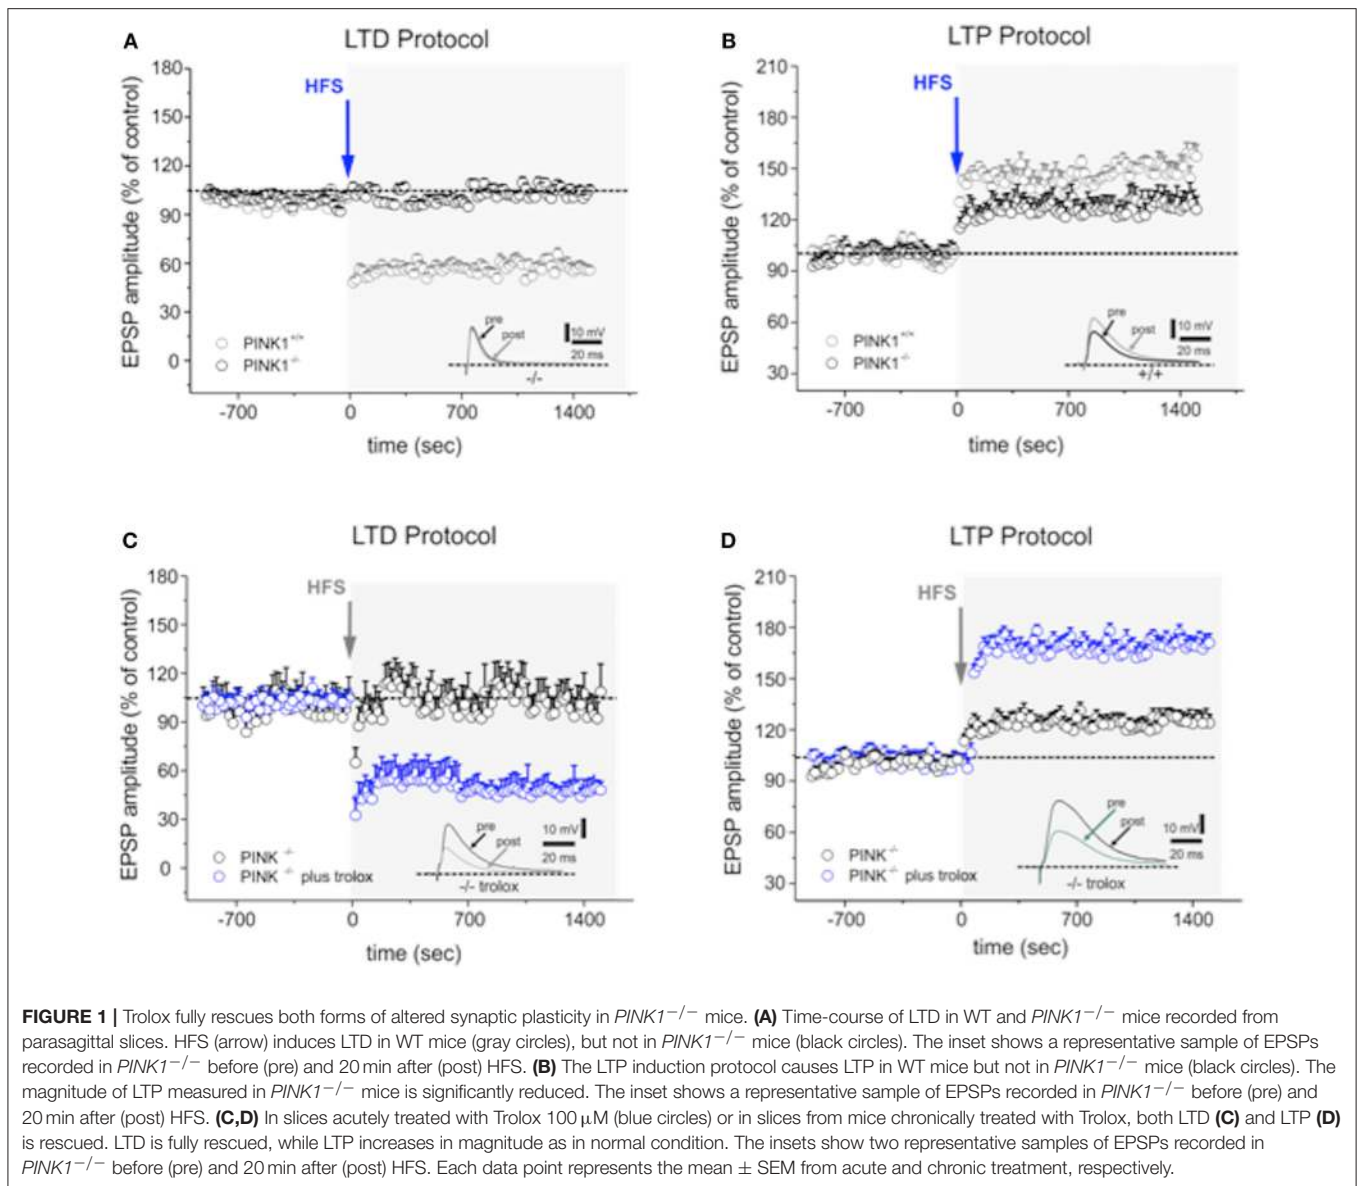 A
LTD Protocol
EPSP amplitude (% of control)
180
150
120
90
60
30
0
HFS
PINK1+/+
PINK1-/-
pre
post
10 mV
20 ms
-/-
-700
0
700
1400
time (sec)
B
LTP Protocol
EPSP amplitude (% of control)
210
180
150
120
90
60
30
HFS
PINK1+/+
PINK1-/-
pre
post
10 mV
20 ms
+/+
-700
0
700
1400
time (sec)
C
LTD Protocol
EPSP amplitude (% of control)
180
150
120
90
60
30
0
HFS
PINK-/-
PINK-/- plus trolox
pre
post
10 mV
20 ms
-/- trolox
-700
0
700
1400
time (sec)
D
LTP Protocol
EPSP amplitude (% of control)
210
180
150
120
90
60
30
HFS
PINK-/-
PINK-/- plus trolox
pre
post
10 mV
20 ms
-/- trolox
-700
0
700
1400
time (sec)
FIGURE 1 | Trolox fully rescues both forms of altered synaptic plasticity in PINK1−/− mice. (A) Time-course of LTD in WT and PINK1−/− mice recorded from
parasagittal slices. HFS (arrow) induces LTD in WT mice (gray circles), but not in PINK1−/− mice (black circles). The inset shows a representative sample of EPSPs
recorded in PINK1−/− before (pre) and 20 min after (post) HFS. (B) The LTP induction protocol causes LTP in WT mice but not in PINK1−/− mice (black circles). The
magnitude of LTP measured in PINK1−/− mice is significantly reduced. The inset shows a representative sample of EPSPs recorded in PINK1−/− before (pre) and
20 min after (post) HFS. (C,D) In slices acutely treated with Trolox 100 μM (blue circles) or in slices from mice chronically treated with Trolox, both LTD (C) and LTP (D)
is rescued. LTD is fully rescued, while LTP increases in magnitude as in normal condition. The insets show two representative samples of EPSPs recorded in
PINK1−/− before (pre) and 20 min after (post) HFS. Each data point represents the mean ± SEM from acute and chronic treatment, respectively.